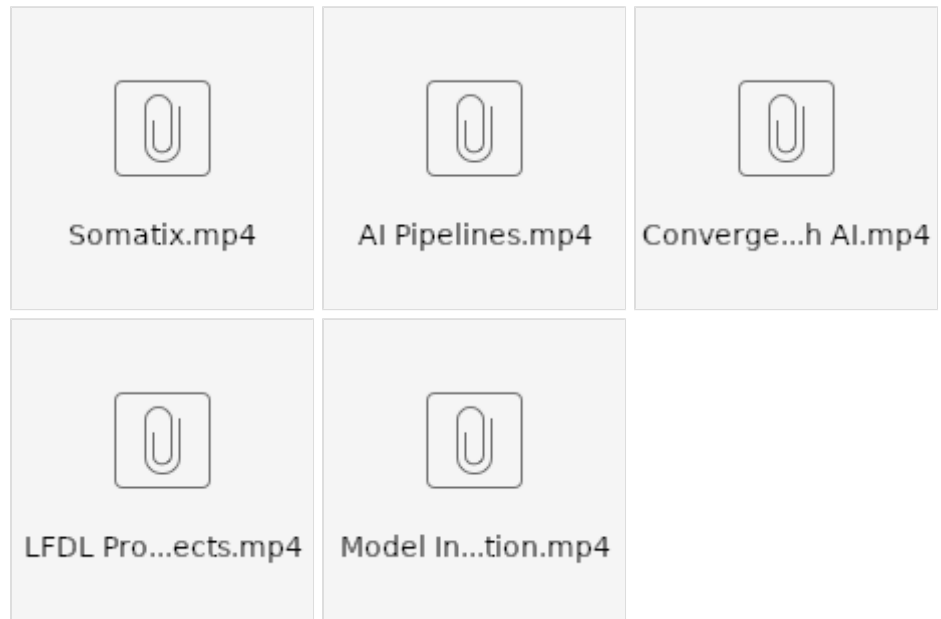 Somatix.mp4
AI Pipelines.mp4
Converge...h AI.mp4
LFDL Pro...ects.mp4
Model In...tion.mp4